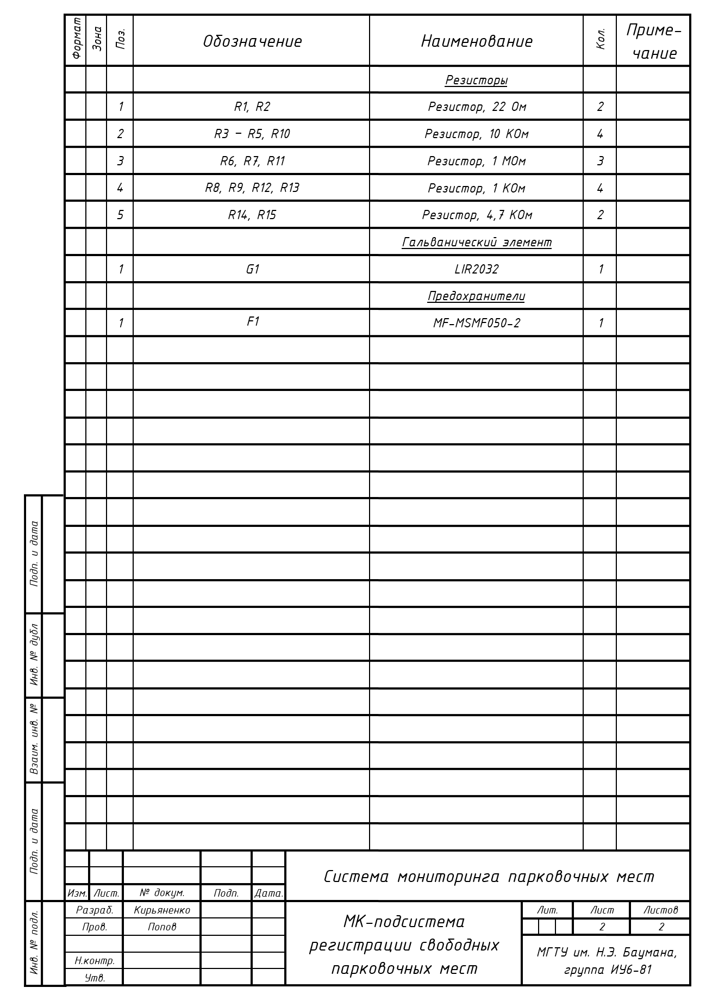 Формат Зона Поз. Обозначение Наименование Кол. Приме-
чание
Резисторы
1 R1, R2 Резистор, 22 Ом 2
2 R3 – R5, R10 Резистор, 10 КОм 4
3 R6, R7, R11 Резистор, 1 МОм 3
4 R8, R9, R12, R13 Резистор, 1 КОм 4
5 R14, R15 Резистор, 4,7 КОм 2
Гальванический элемент
1 G1 LIR2032 1
Предохранители
1 F1 MF-MSMF050-2 1
Подп. и дата
Инв. № дубл
Взаим. инв. №
Подп. и дата
Инв. № подл.
Изм. Лист. № докум. Подп. Дата.
Разраб. Кирьяненко
Пров. Попов
Н.контр.
Утв.
Система мониторинга парковочных мест
МК-подсистема
регистрации свободных
парковочных мест
Лит. Лист Листов
2 2
МГТУ им. Н.Э. Баумана,
группа ИУ6-81